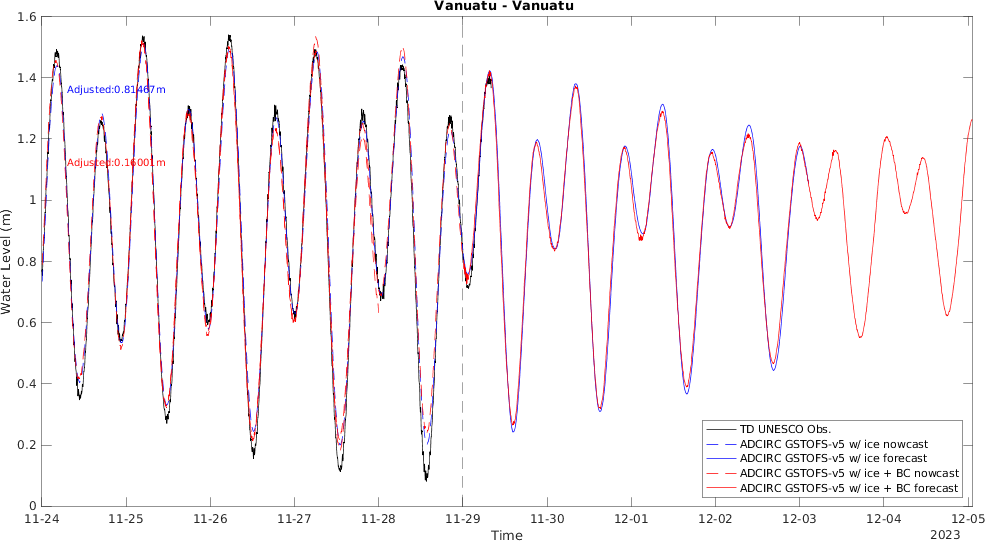 Vanuatu - Vanuatu
1.6
1.4
1.2
1
0.8
0.6
0.4
0.2
0
Water Level (m)
Adjusted:0.81467m
Adjusted:0.16001m
TD UNESCO Obs.
ADCIRC GSTOFS-v5 w/ ice nowcast
ADCIRC GSTOFS-v5 w/ ice forecast
ADCIRC GSTOFS-v5 w/ ice + BC nowcast
ADCIRC GSTOFS-v5 w/ ice + BC forecast
11-24 11-25 11-26 11-27 11-28 11-29 11-30 12-01 12-02 12-03 12-04 12-05
Time
2023